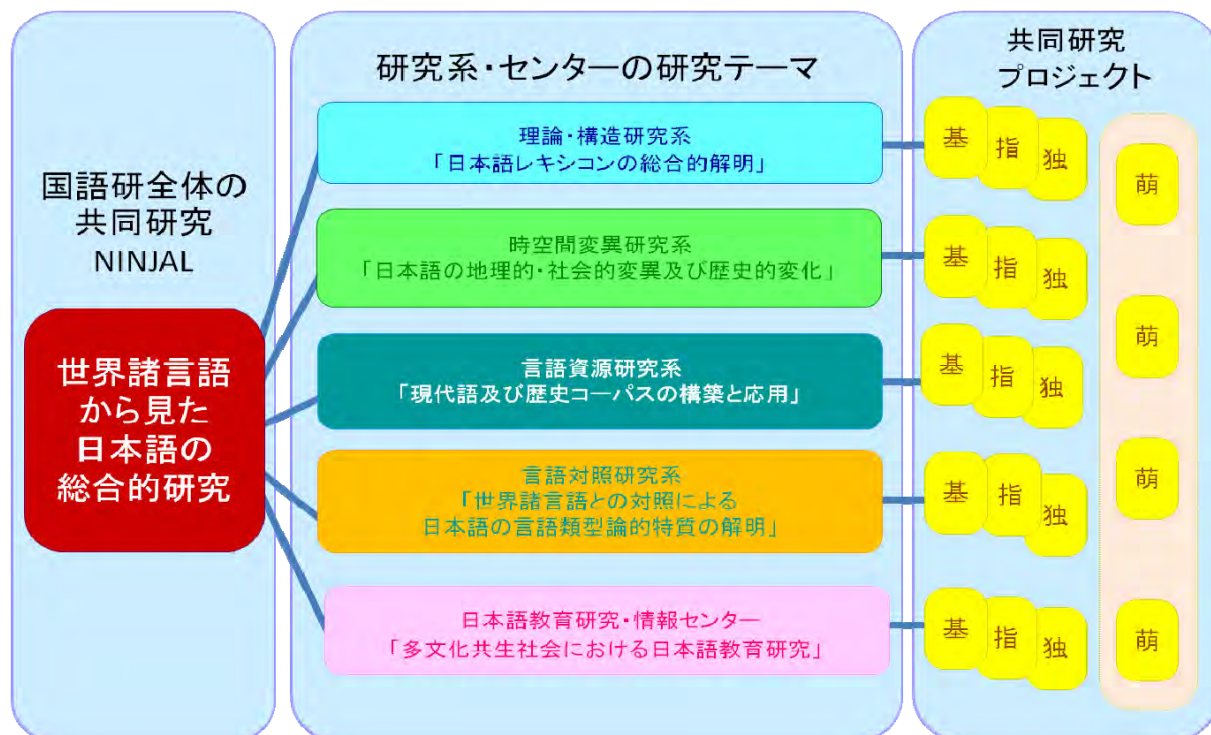 国語研全体の
共同研究
NINJAL
世界諸言語
から見た
日本語の
総合的研究
研究系・センターの研究テーマ
理論・構造研究系
「日本語レキシコンの総合的解明」
時空間変異研究系
「日本語の地理的・社会的変異及び歴史的変化」
言語資源研究系
「現代語及び歴史コーパスの構築と応用」
言語対照研究系
「世界諸言語との対照による
日本語の言語類型論的特質の解明」
日本語教育研究・情報センター
「多文化共生社会における日本語教育研究」
共同研究
プロジェクト
基 指 独
基 指 独
基 指 独
基 指 独
基 指 独
萌
萌
萌
萌